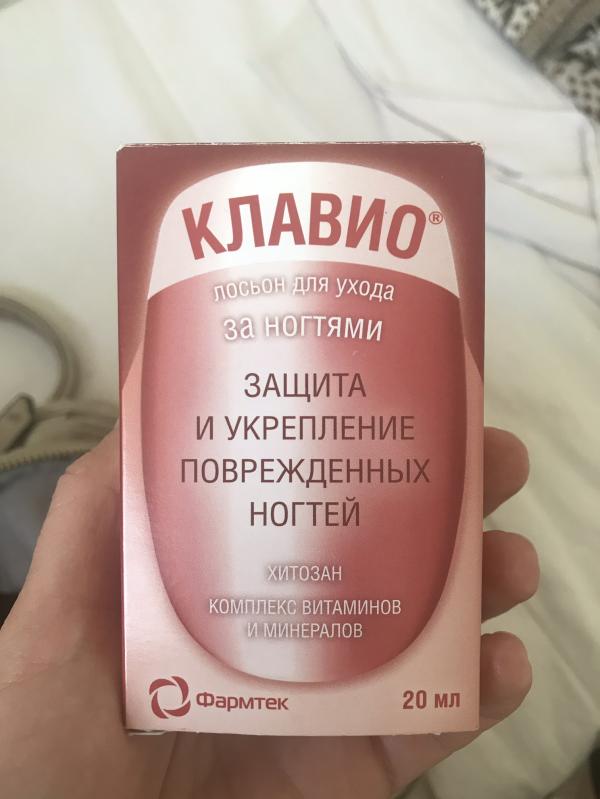 КЛАВИО®
лосьон для ухода
за ногтями
ЗАЩИТА
И УКРЕПЛЕНИЕ
ПОВРЕЖДЕННЫХ
НОГТЕЙ
ХИТОЗАН
КОМПЛЕКС ВИТАМИНОВ
И МИНЕРАЛОВ
Фармтек 20 мл